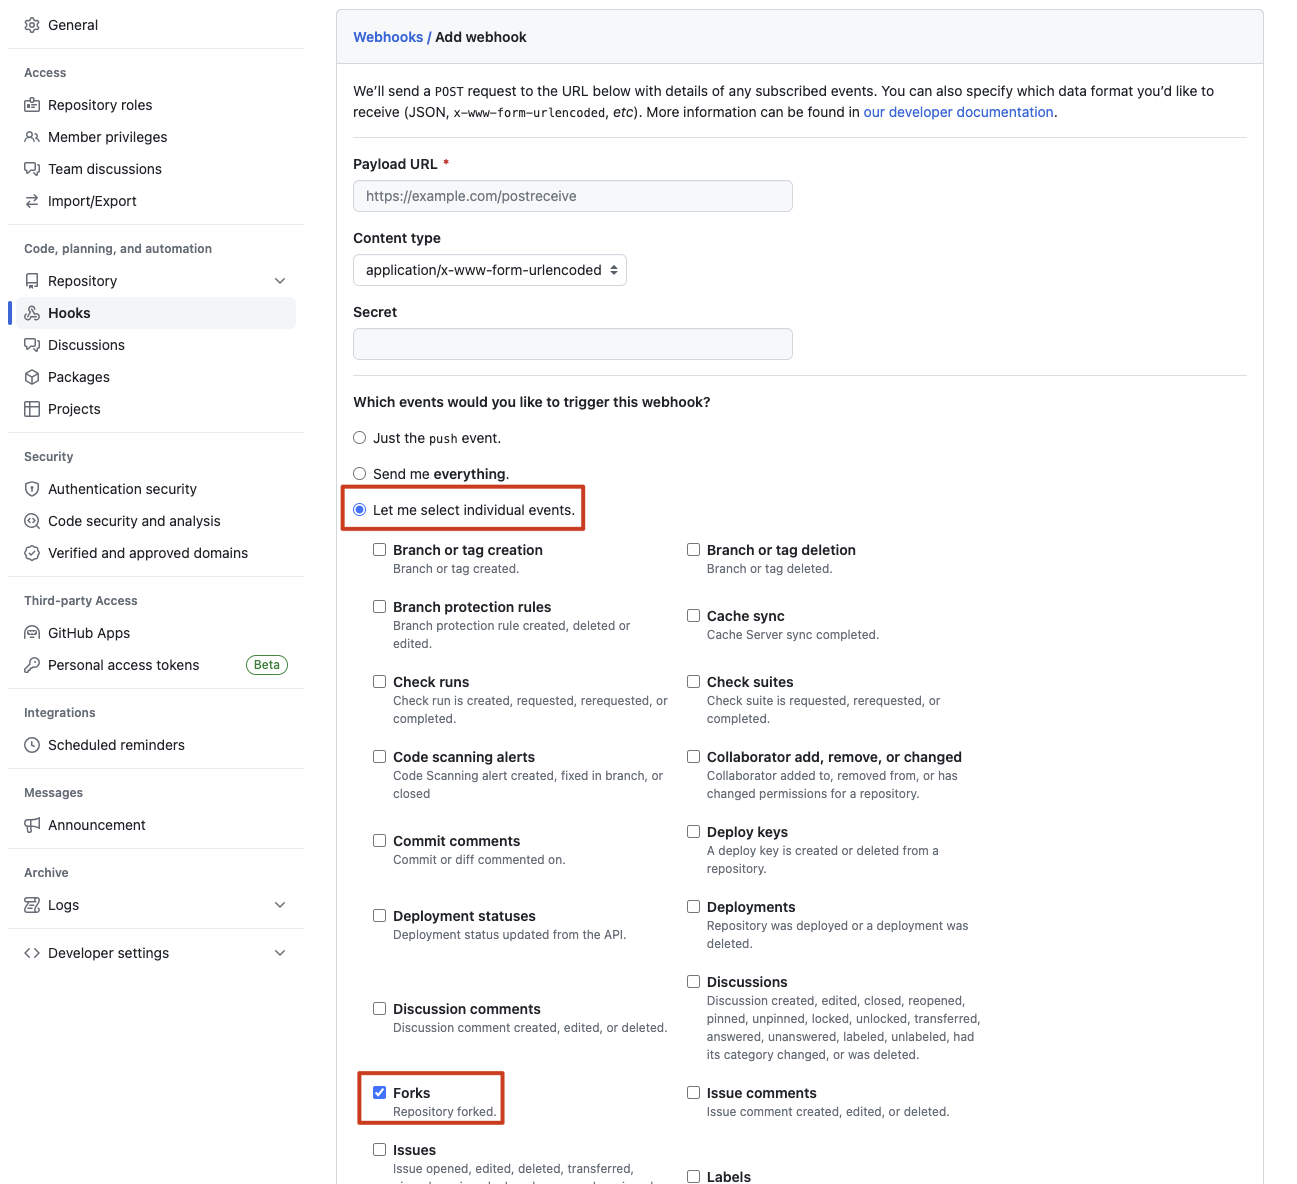 General
Access
Repository roles
Member privileges
Team discussions
Import/Export
Code, planning, and automation
Repository
Hooks
Discussions
Packages
Projects
Security
Authentication security
Code security and analysis
Verified and approved domains
Third-party Access
GitHub Apps
Personal access tokens Beta
Integrations
Scheduled reminders
Messages
Announcement
Archive
Logs
Developer settings
Webhooks / Add webhook
We’ll send a POST request to the URL below with details of any subscribed events. You can also specify which data format you’d like to
receive (JSON, x-www-form-urlencoded, etc). More information can be found in our developer documentation.
Payload URL *
https://example.com/postreceive
Content type
application/x-www-form-urlencoded
Secret
Which events would you like to trigger this webhook?
Just the push event.
Send me everything.
Let me select individual events.
Branch or tag creation
Branch or tag created.
Branch or tag deletion
Branch or tag deleted.
Branch protection rules
Branch protection rule created, deleted or
edited.
Cache sync
Cache Server sync completed.
Check runs
Check run is created, requested, rerequested, or
completed.
Check suites
Check suite is requested, rerequested, or
completed.
Code scanning alerts
Code Scanning alert created, fixed in branch, or
closed
Collaborator add, remove, or changed
Collaborator added to, removed from, or has
changed permissions for a repository.
Commit comments
Commit or diff commented on.
Deploy keys
A deploy key is created or deleted from a
repository.
Deployment statuses
Deployment status updated from the API.
Deployments
Repository was deployed or a deployment was
deleted.
Discussion comments
Discussion comment created, edited, or deleted.
Discussions
Discussion created, edited, closed, reopened,
pinned, unpinned, locked, unlocked, transferred,
answered, unanswered, labeled, unlabeled, had
its category changed, or was deleted.
Forks
Repository forked.
Issue comments
Issue comment created, edited, or deleted.
Issues
Issue opened, edited, deleted, transferred,
Labels